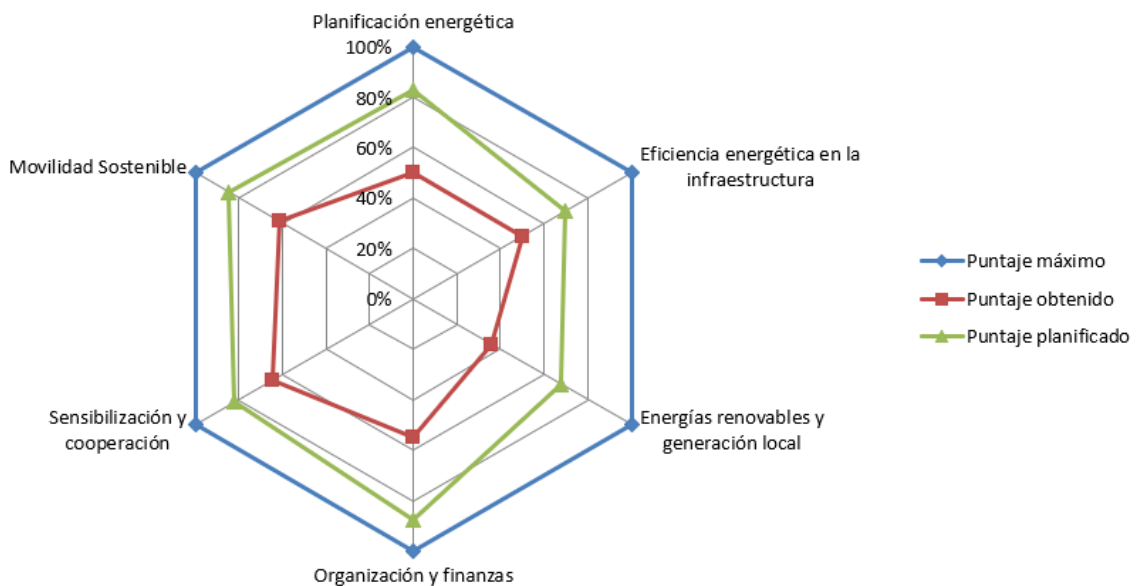 Planificación energética
100%
80%
60%
40%
20%
0%
Eficiencia energética en la
infraestructura
Energías renovables y
generación local
Organización y finanzas
Sensibilización y
cooperación
Movilidad Sostenible
Puntaje máximo
Puntaje obtenido
Puntaje planificado